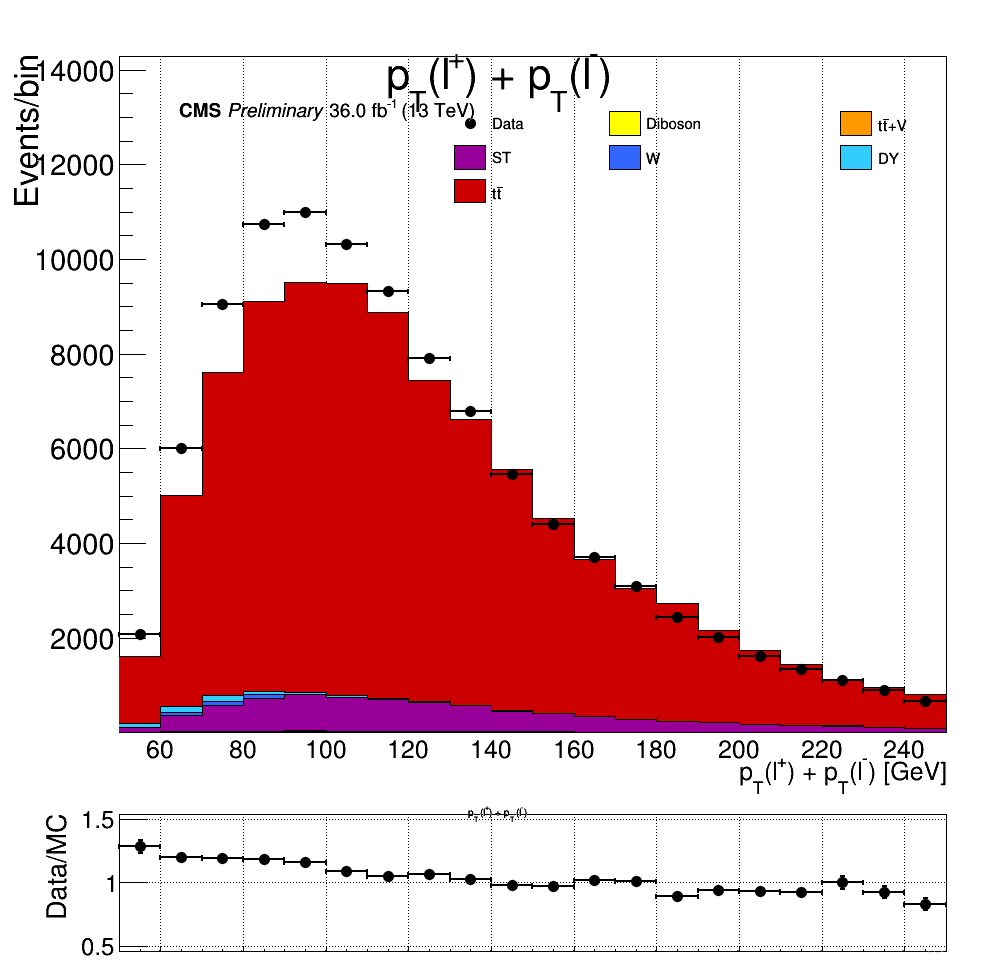 p_T(l⁺) + p_T(l⁻)
CMS Preliminary 36.0 fb⁻¹ (13 TeV)
Data
Diboson
tt̄+V
ST
W
DY
tt̄
Events/bin
14000
12000
10000
8000
6000
4000
2000
60 80 100 120 140 160 180 200 220 240
p_T(l⁺) + p_T(l⁻) [GeV]
p_T(l⁺) + p_T(l⁻)
Data/MC
1.5
1
0.5